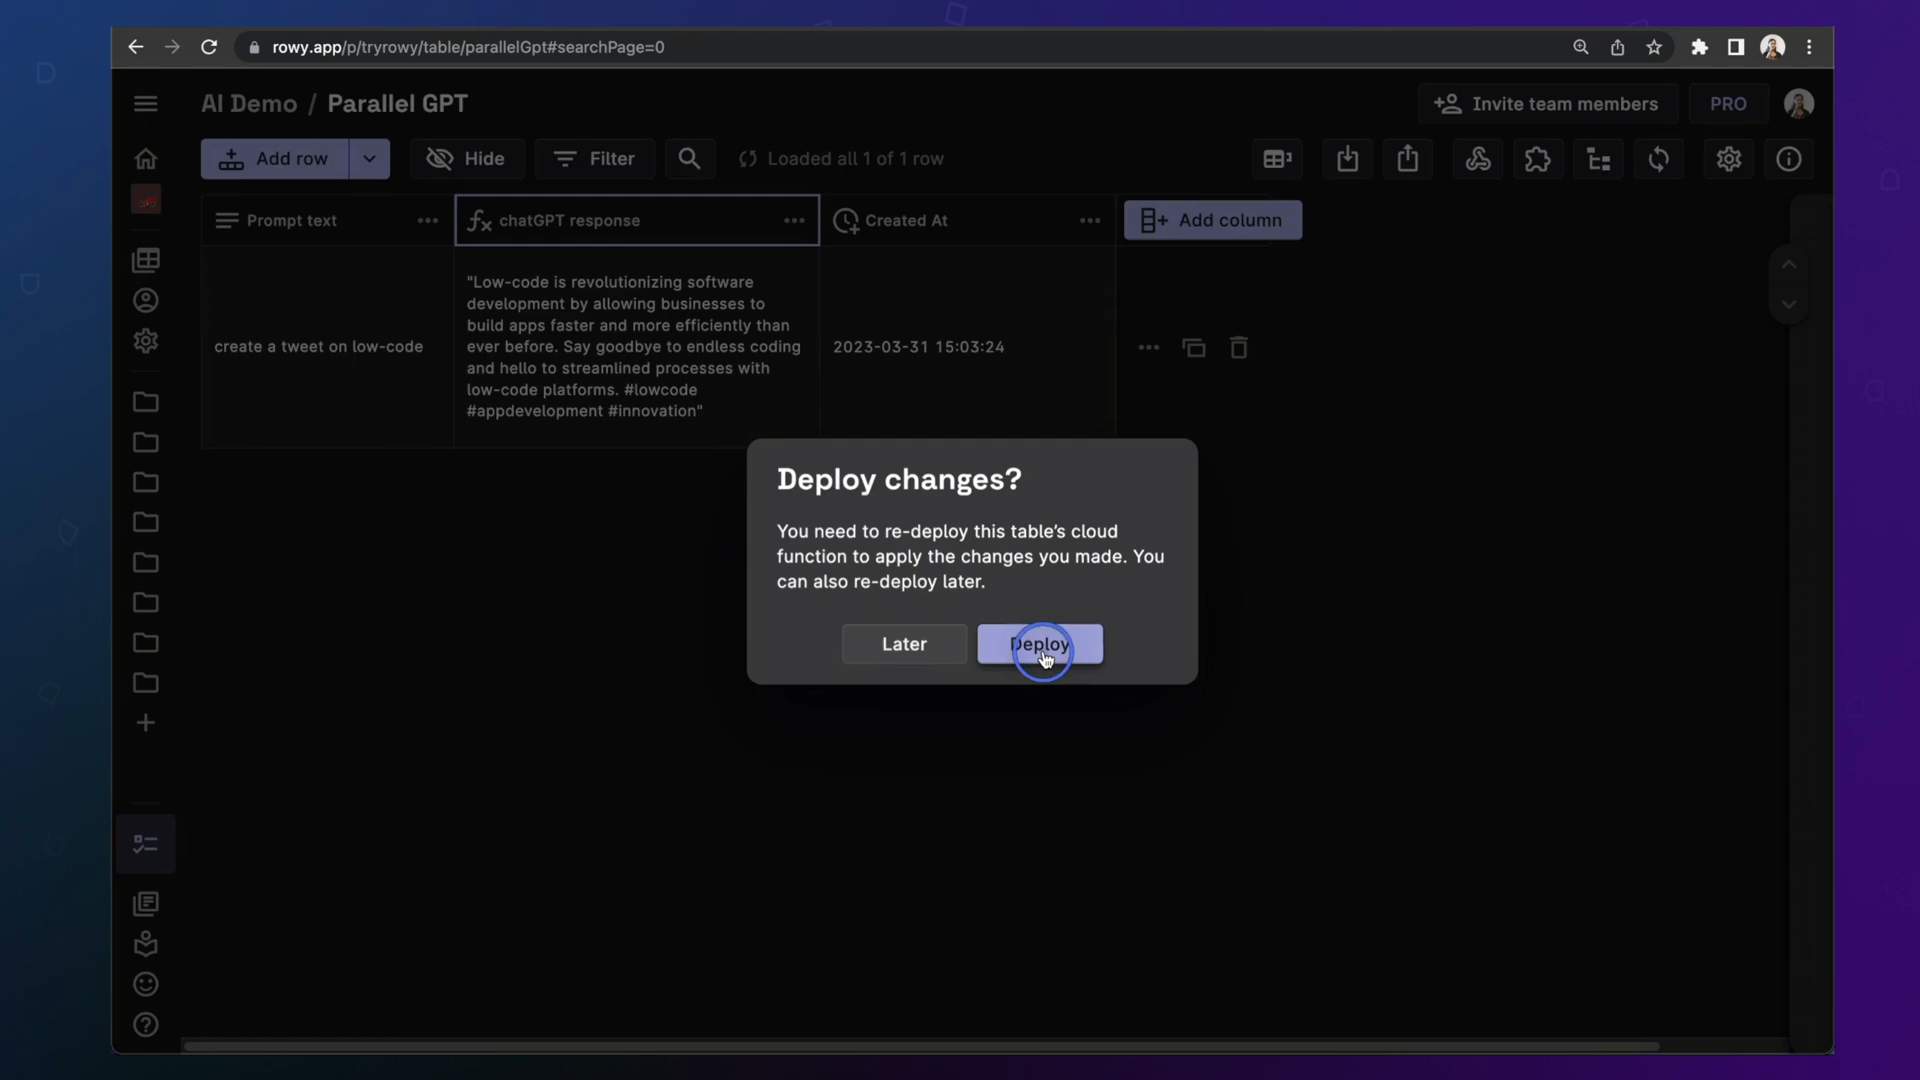 rowy.app/p/tryrowy/table/parallelGpt#searchPage=0
AI Demo / Parallel GPT
Invite team members
PRO
Add row
Hide
Filter
Loaded all 1 of 1 row
Prompt text
chatGPT response
Created At
Add column
create a tweet on low-code
"Low-code is revolutionizing software
development by allowing businesses to
build apps faster and more efficiently than
ever before. Say goodbye to endless coding
and hello to streamlined processes with
low-code platforms. #lowcode
#appdevelopment #innovation"
2023-03-31 15:03:24
Deploy changes?
You need to re-deploy this table’s cloud
function to apply the changes you made. You
can also re-deploy later.
Later
Deploy